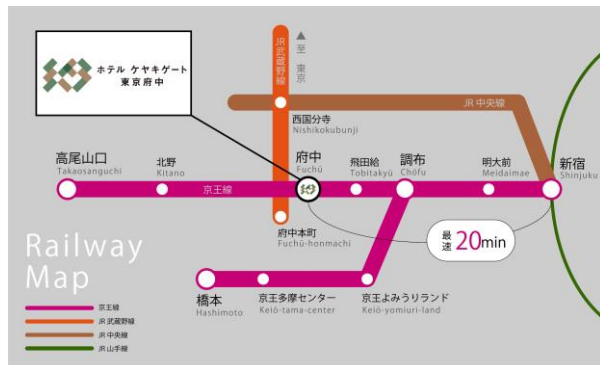 ホテル ケヤキゲート
東京府中
JR武蔵野線
▲至 東京
JR中央線
西国分寺
Nishikokubunji
高尾山口
Takaosanguchi
北野
Kitano
府中
Fuchū
飛田給
Tobitakyū
調布
Chōfu
明大前
Meidaimae
新宿
Shinjuku
京王線
府中本町
Fuchū-honmachi
最速20min
Railway
Map
橋本
Hashimoto
京王多摩センター
Keiō-tama-center
京王よみうりランド
Keiō-yomiuri-land
京王線
JR武蔵野線
JR中央線
JR山手線